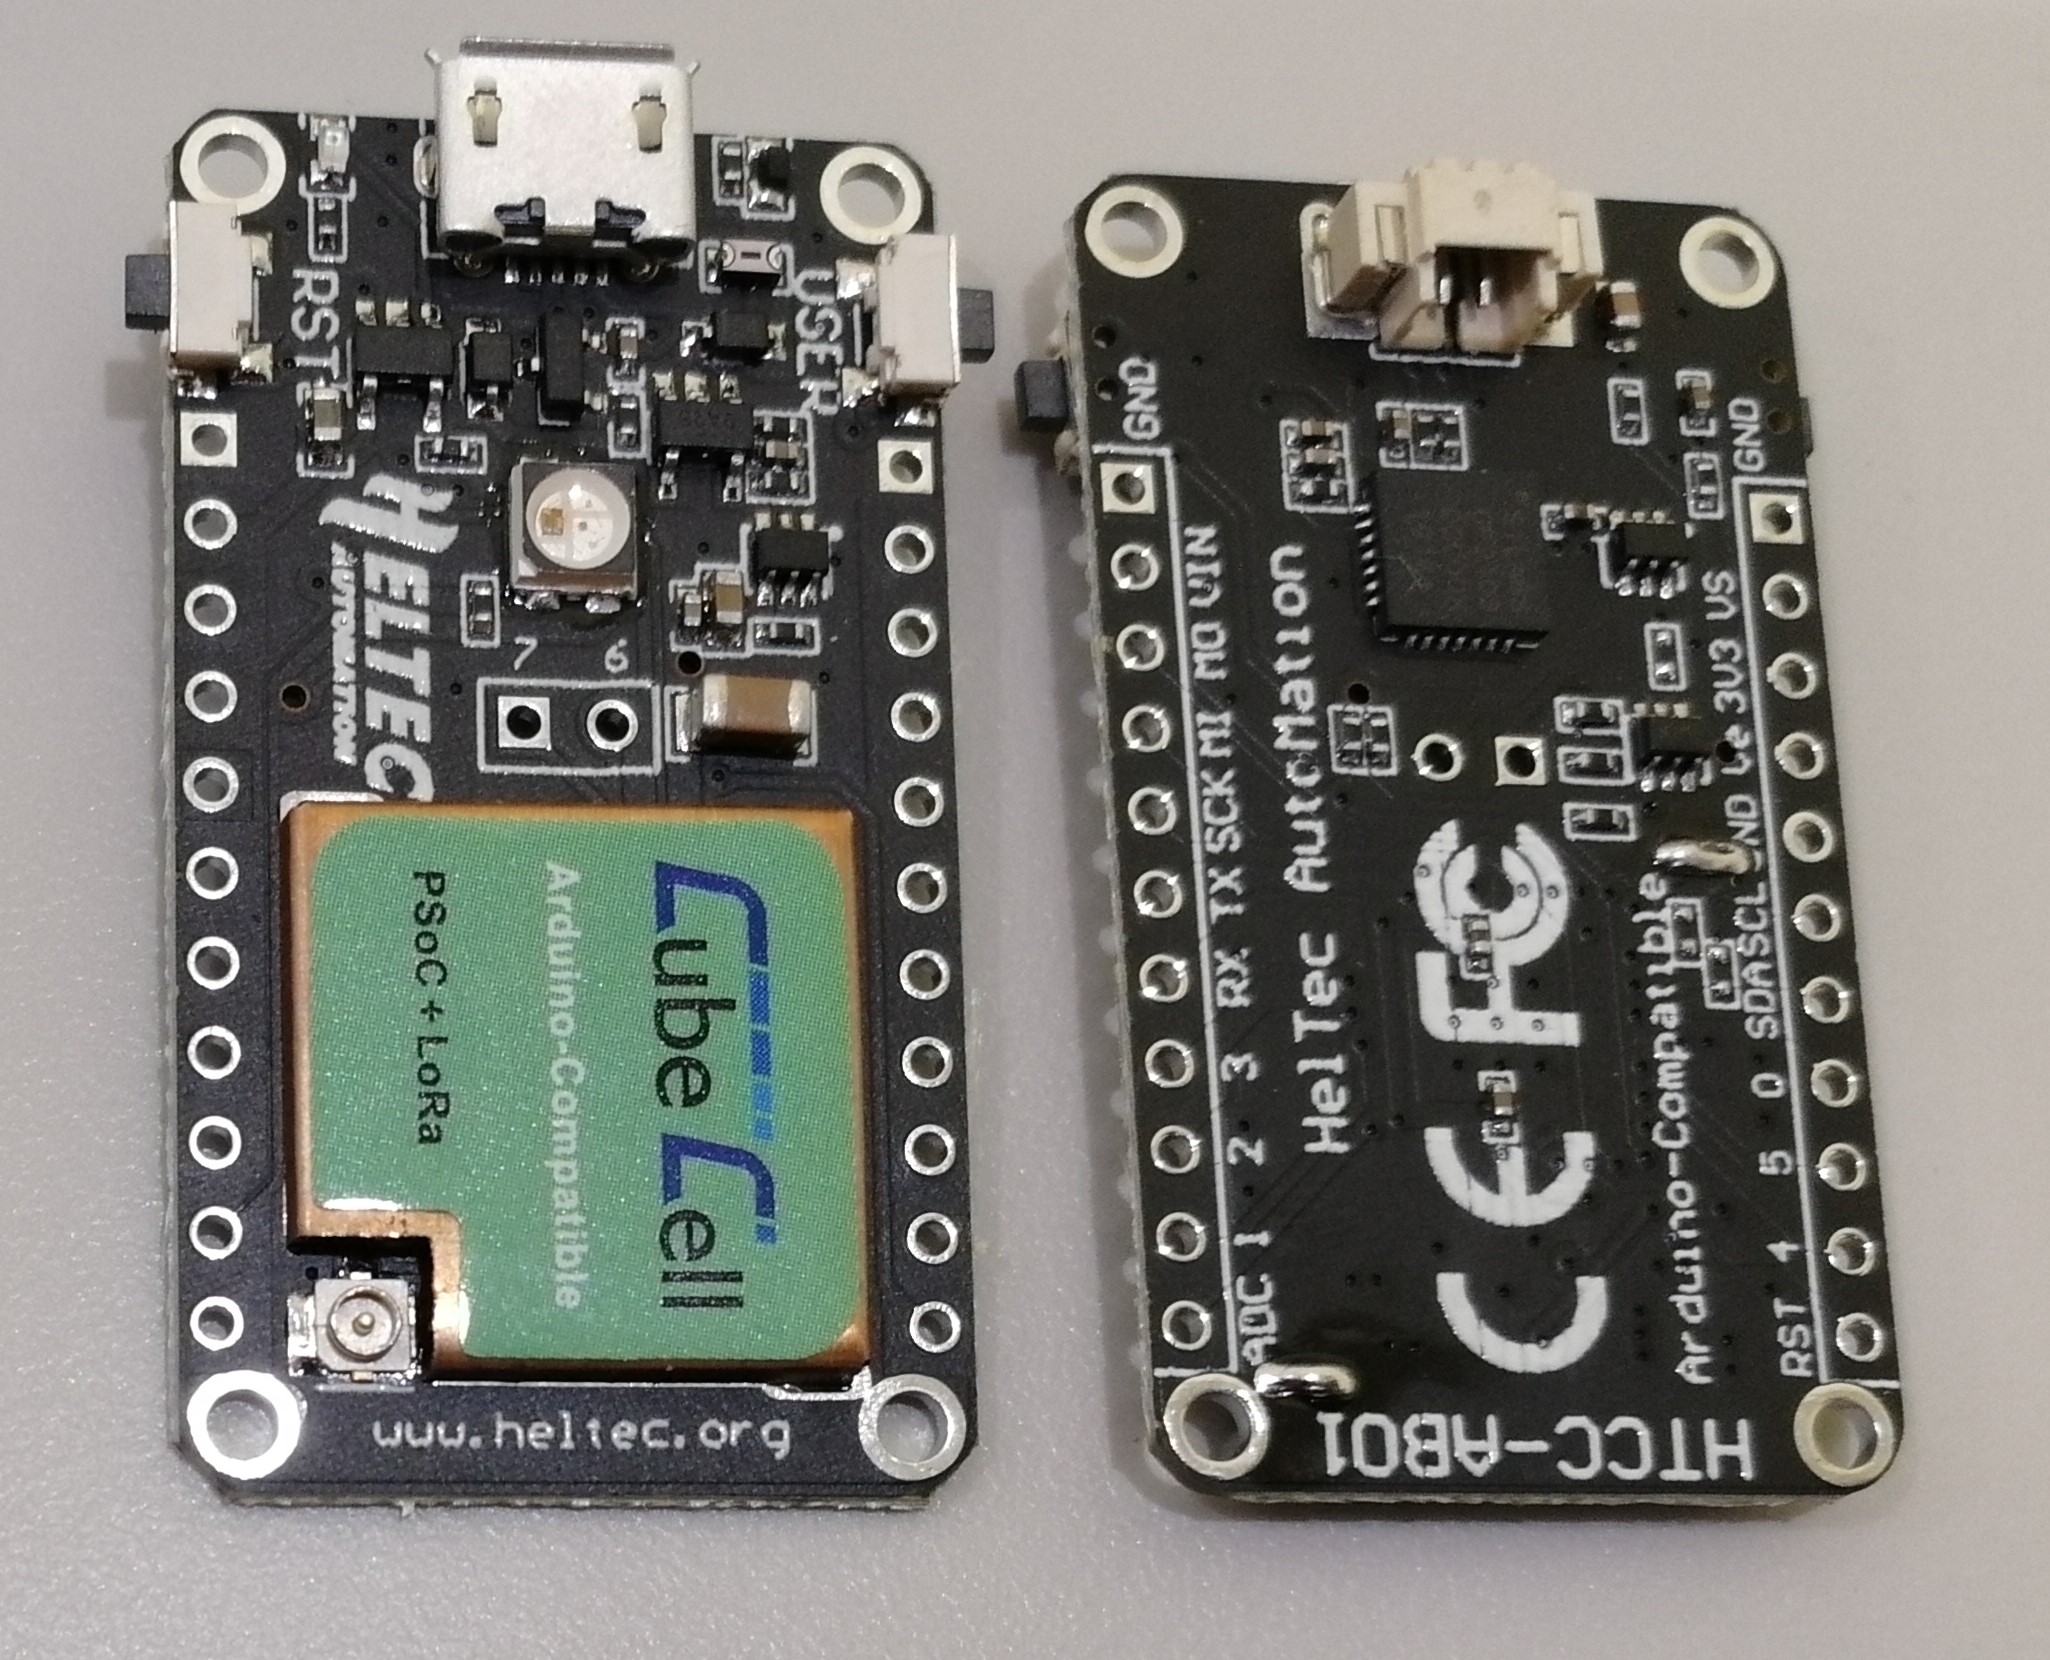 RST
USER
HELTEC
AUTOMATION
7 6
CubeCell
Arduino-Compatible
PSoC + LoRa
www.heltec.org
GND
VIN
MO
MI
SCK
TX
RX
3
2
1
ADC
HelTec AutoMation
FC CE
Arduino-Compatible
GND
VS
3V3
Ve
GND
SCL
SDA
0
5
4
RST
HTCC-AB01